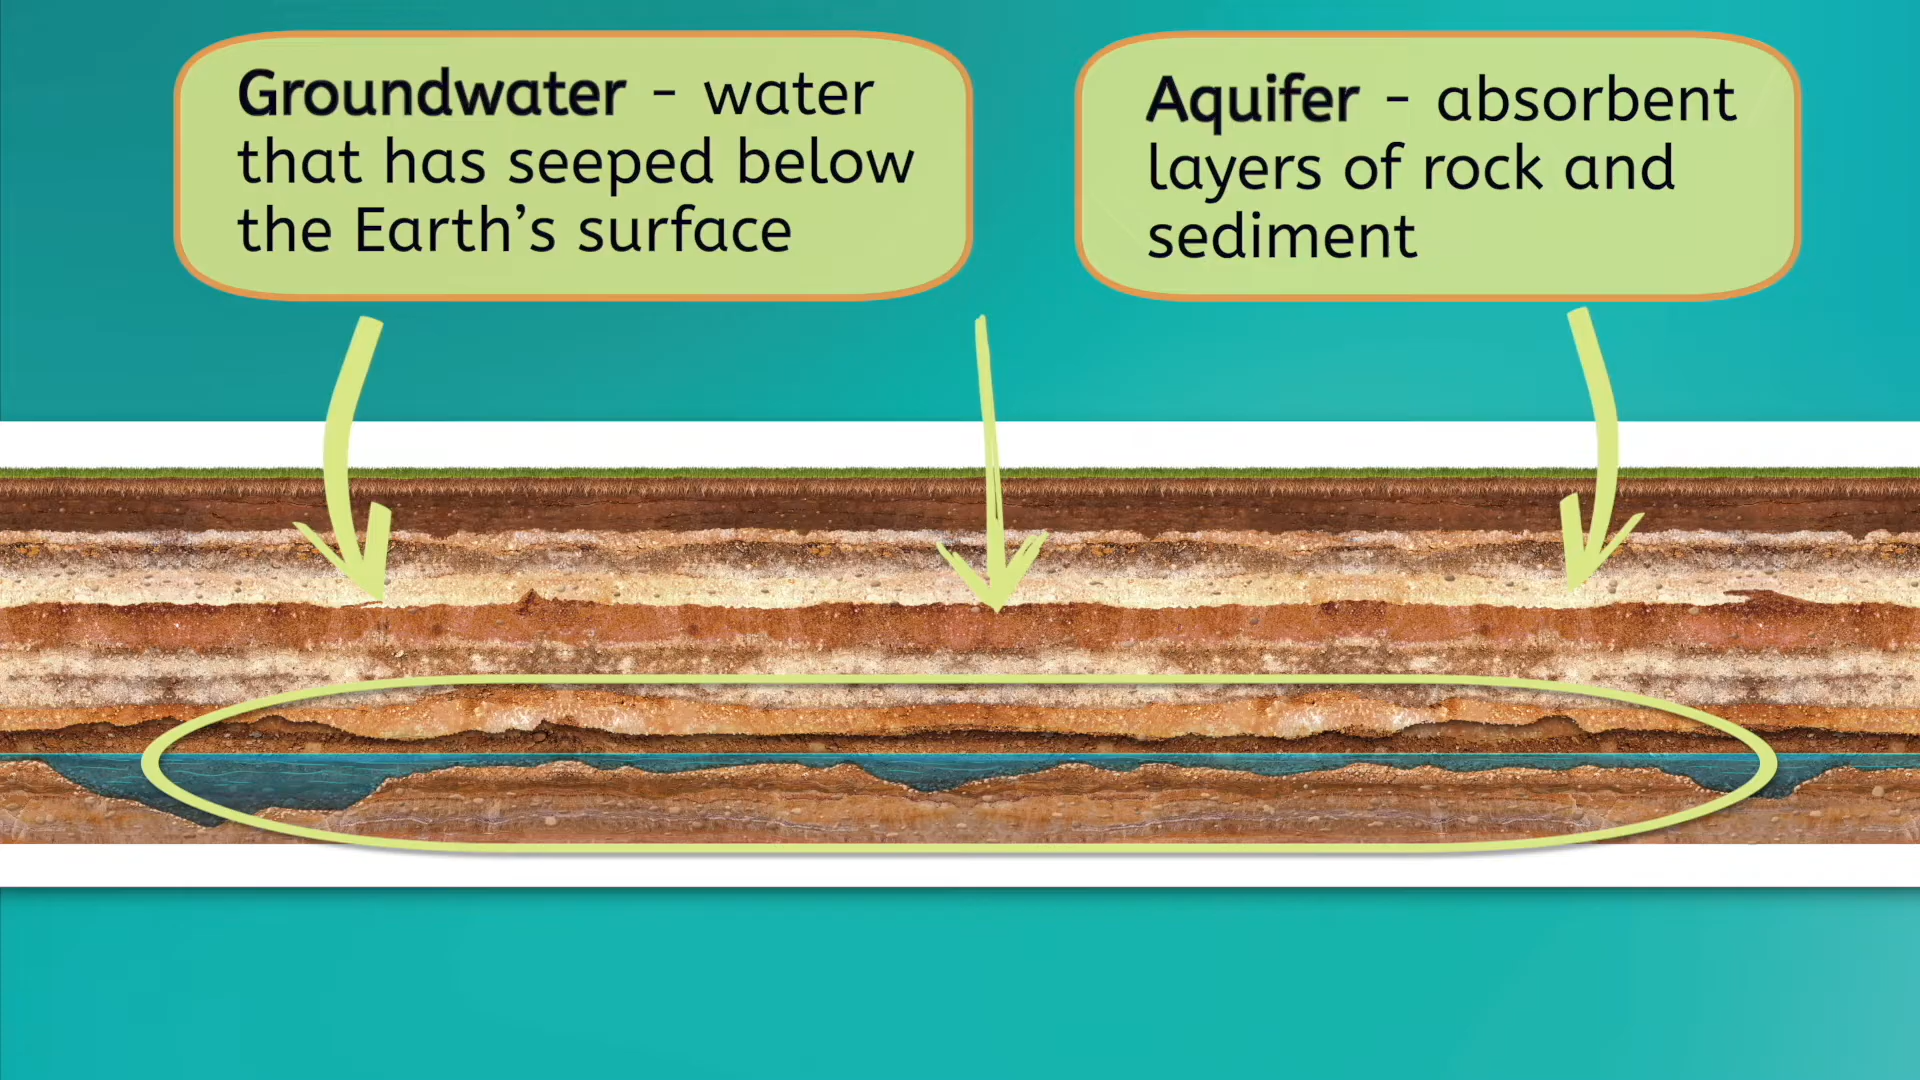 Groundwater - water
that has seeped below
the Earth’s surface
Aquifer - absorbent
layers of rock and
sediment